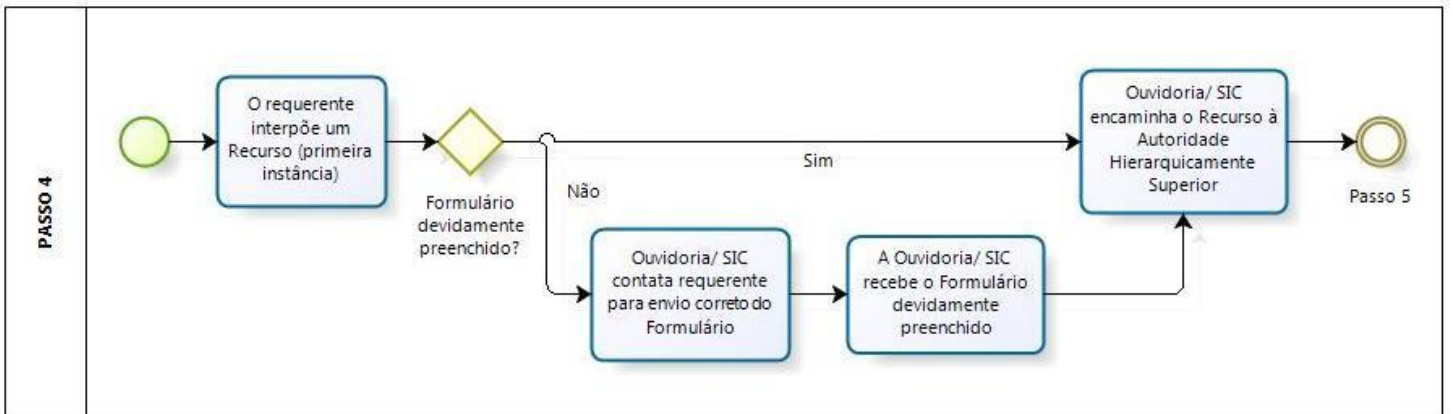 PASSO 4
O requerente
interpõe um
Recurso (primeira
instância)
Formulário
devidamente
preenchido?
Sim
Não
Ouvidoria/ SIC
contata requerente
para envio correto do
Formulário
A Ouvidoria/ SIC
recebe o Formulário
devidamente
preenchido
Ouvidoria/ SIC
encaminha o Recurso à
Autoridade
Hierarquicamente
Superior
Passo 5